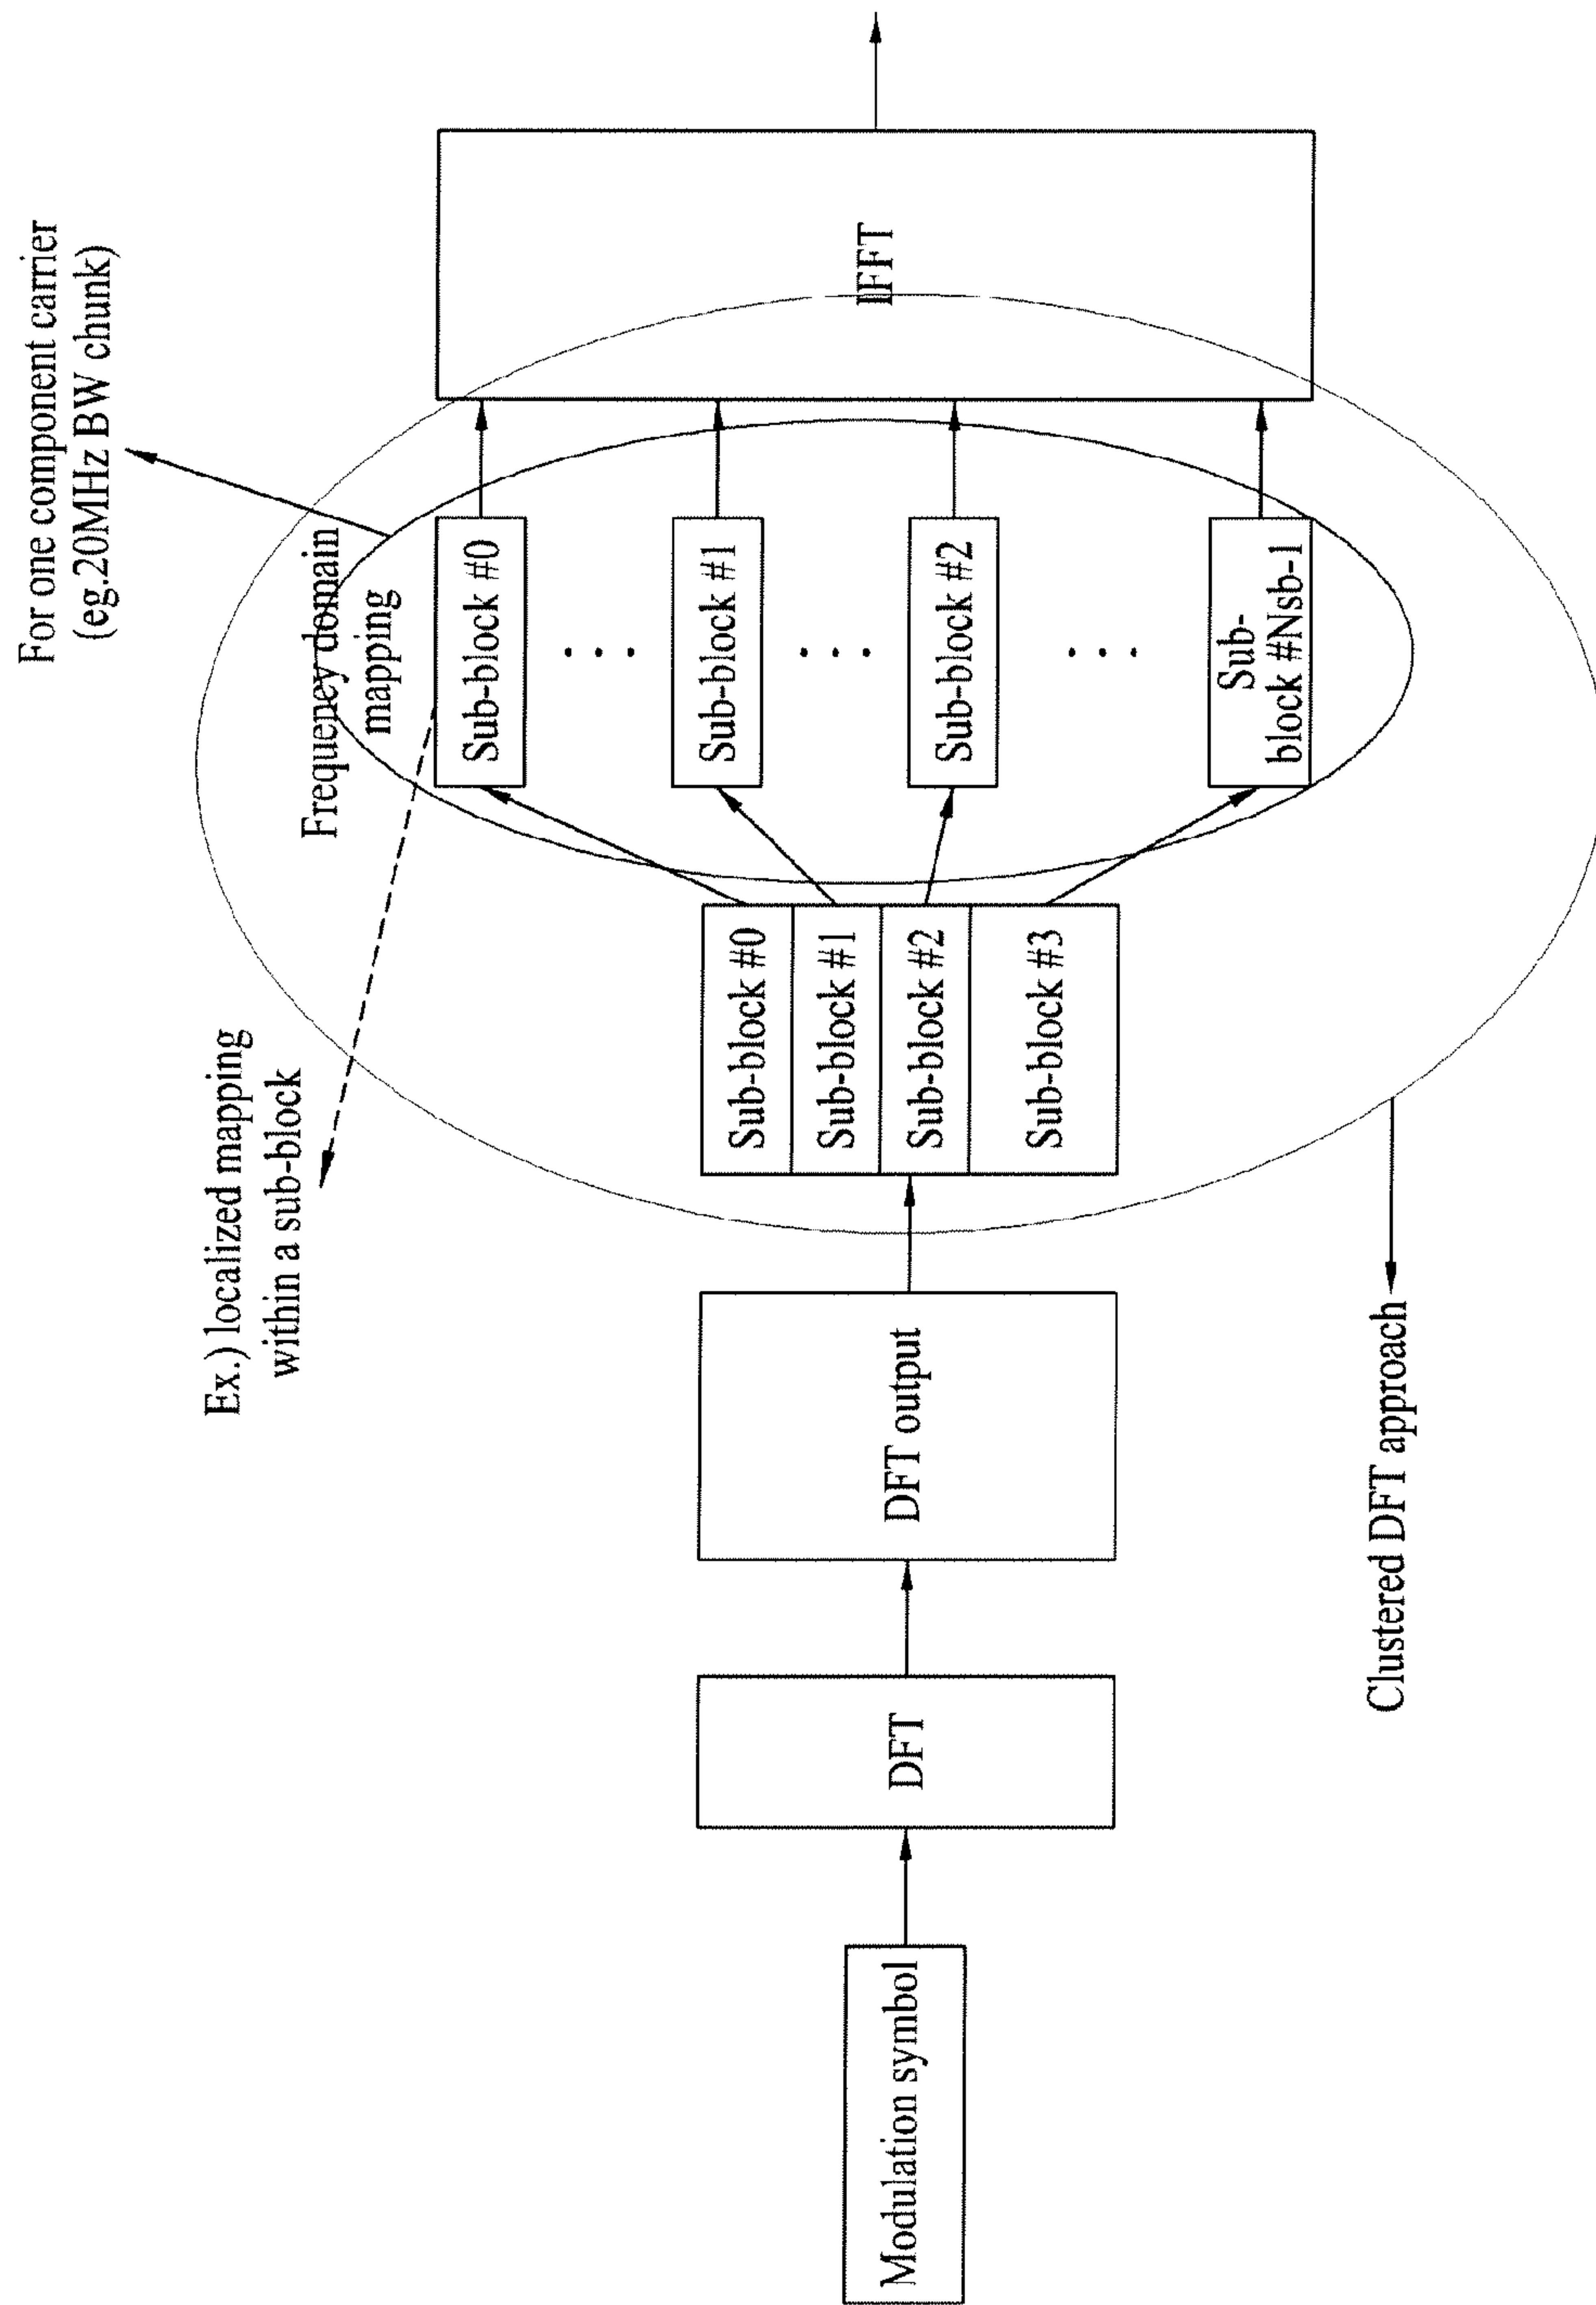 For one component carrier
(eg.20MHz BW chunk)
Frequency domain
mapping
Ex.) localized mapping
within a sub-block
Modulation symbol
DFT
DFT output
Sub-block #0
Sub-block #1
Sub-block #2
Sub-block #3
Sub-block #0
Sub-block #1
Sub-block #2
Sub-
block #Nsb-1
IFFT
Clustered DFT approach